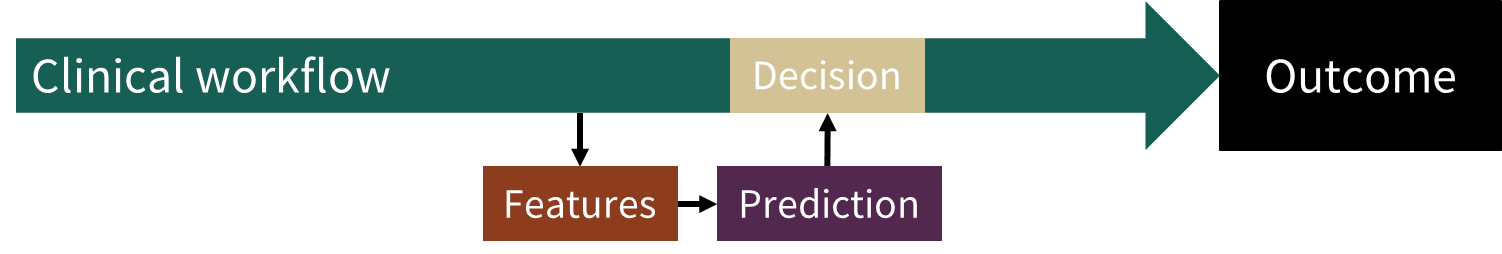 Clinical workflow
Decision
Outcome
Features
Prediction